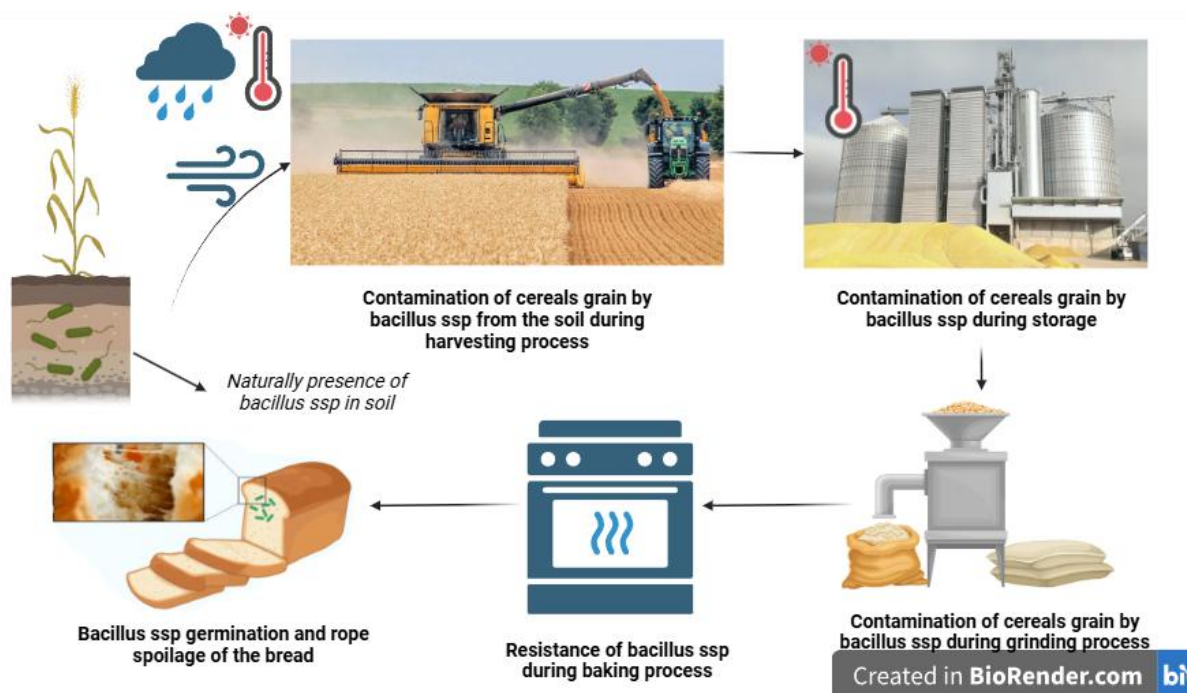 Contamination of cereals grain by
bacillus ssp from the soil during
harvesting process
Contamination of cereals grain by
bacillus ssp during storage
Naturally presence of
bacillus ssp in soil
Contamination of cereals grain by
bacillus ssp during grinding process
Resistance of bacillus ssp
during baking process
Bacillus ssp germination and rope
spoilage of the bread
Created in BioRender.com bi